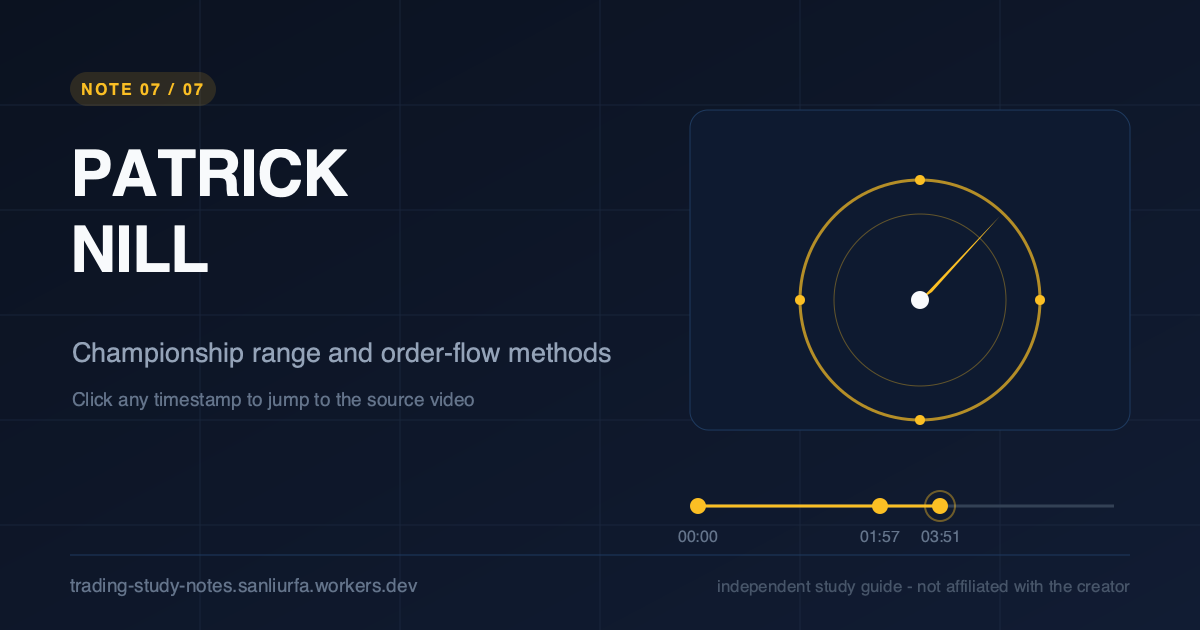 NOTE 07 / 07
PATRICK
NILL
Championship range and order-flow methods
Click any timestamp to jump to the source video
00:00 01:57 03:51
trading-study-notes.sanliurfa.workers.dev
independent study guide - not affiliated with the creator